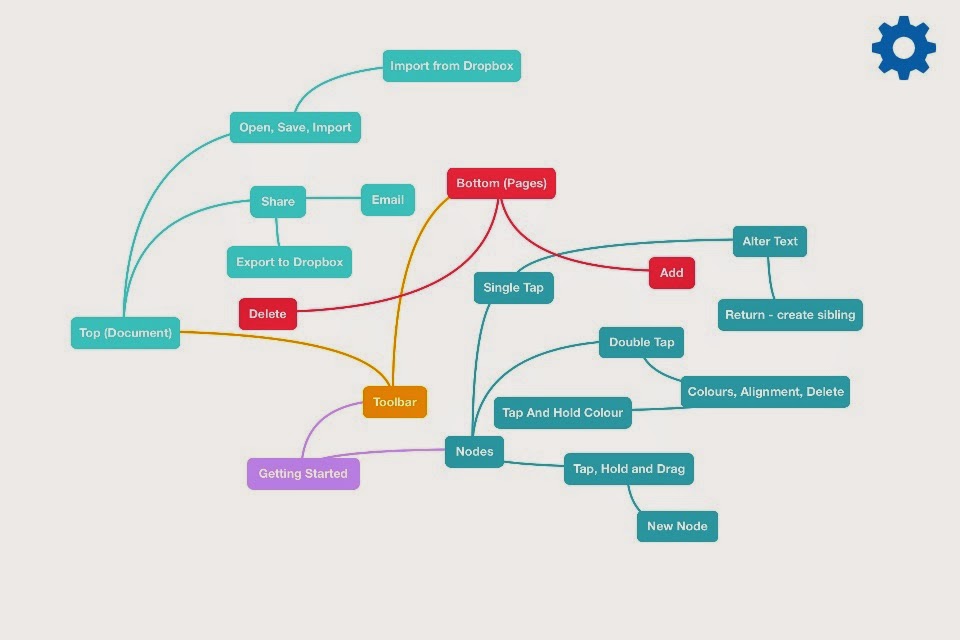 Import from Dropbox
Open, Save, Import
Bottom (Pages)
Share
Email
Alter Text
Export to Dropbox
Add
Single Tap
Delete
Return - create sibling
Top (Document)
Double Tap
Colours, Alignment, Delete
Toolbar
Tap And Hold Colour
Nodes
Getting Started
Tap, Hold and Drag
New Node